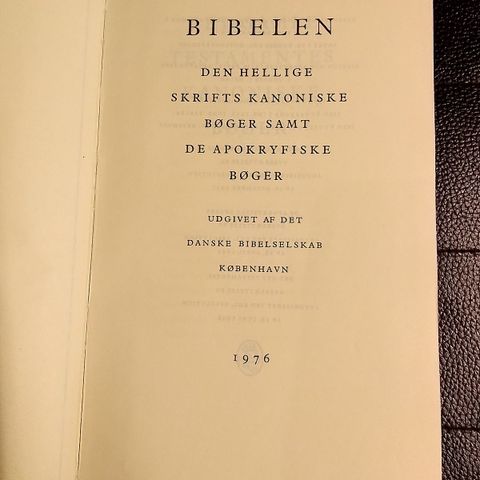 BIBELEN
DEN HELLIGE
SKRIFTS KANONISKE
BØGER SAMT
DE APOKRYFISKE
BØGER
UDGIVET AF DET
DANSKE BIBELSELSKAB
KØBENHAVN
1976